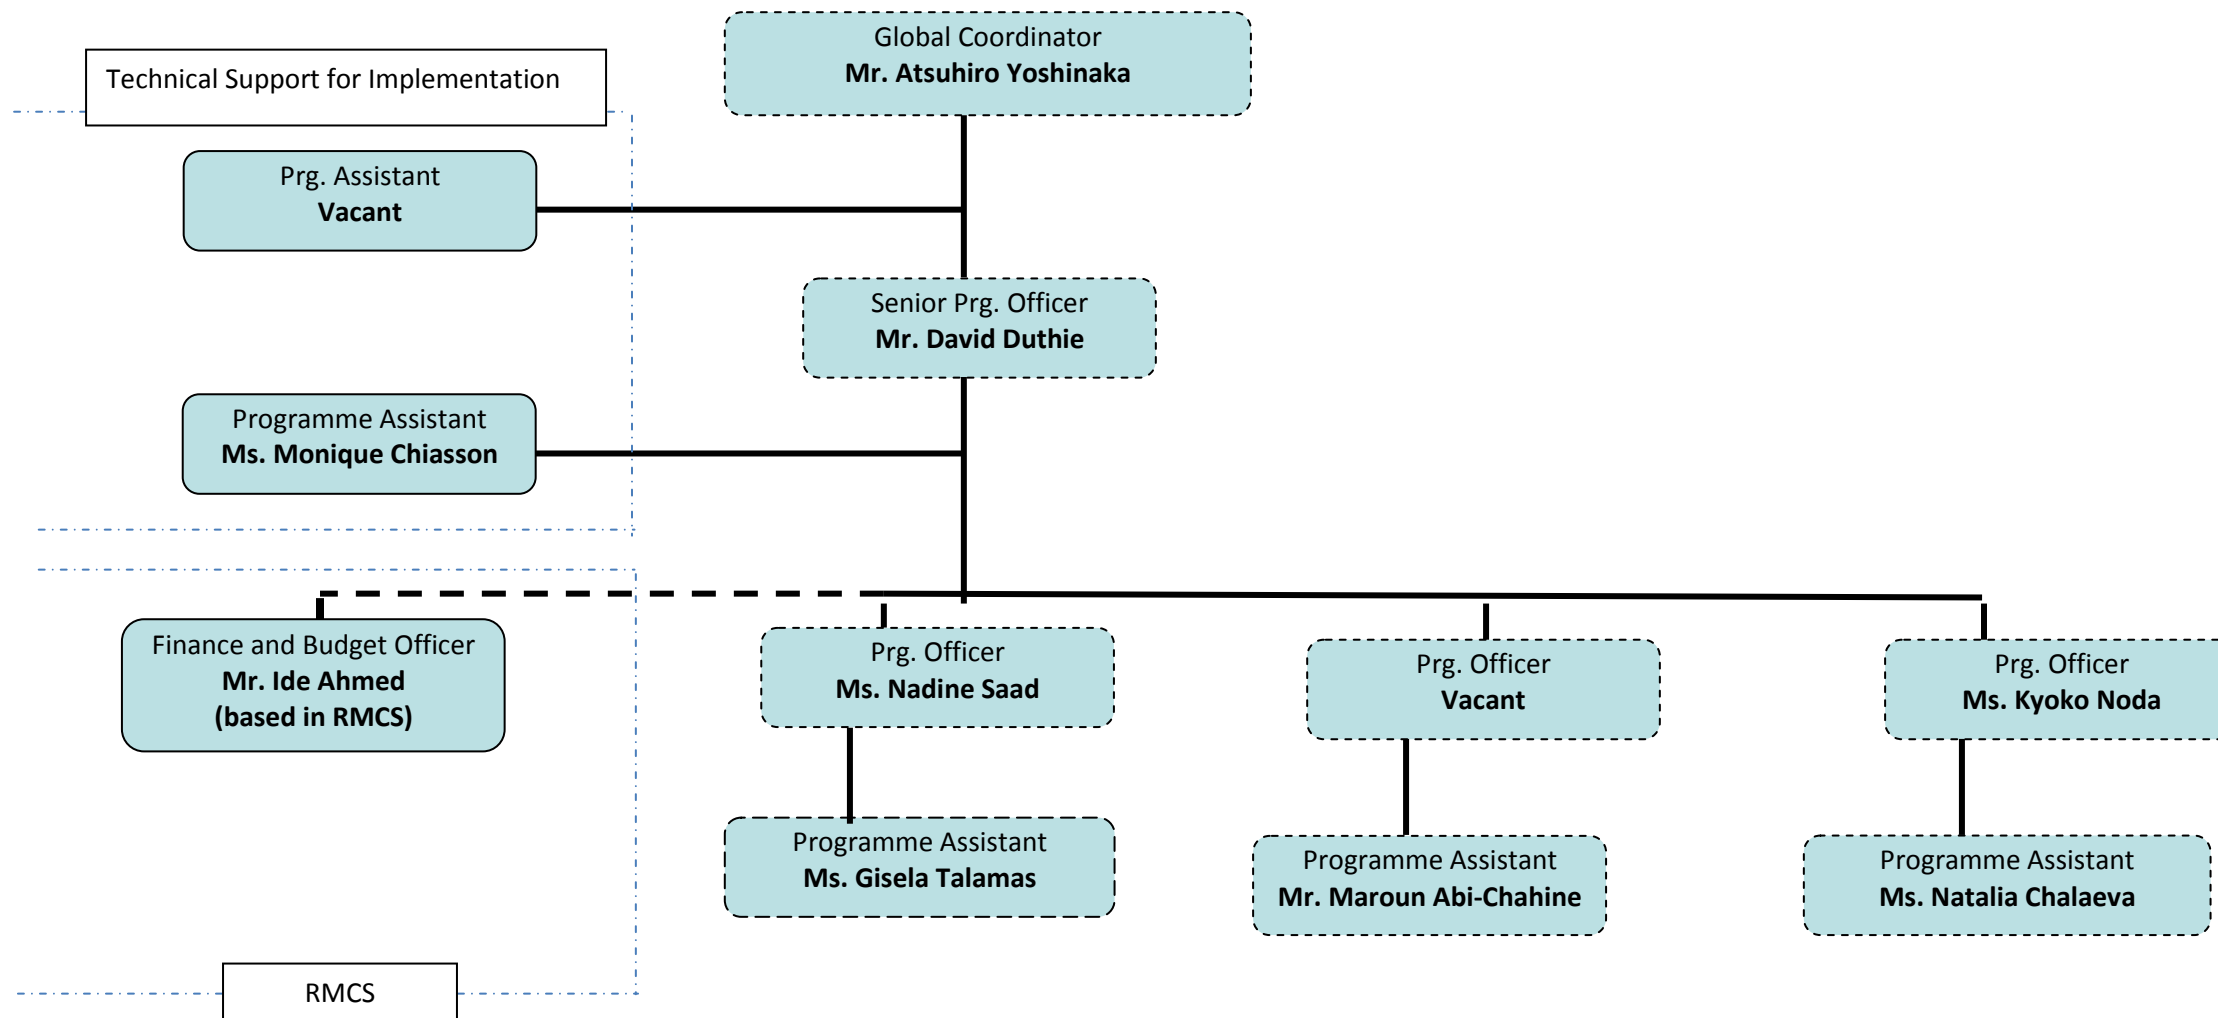 Global Coordinator
Mr. Atsuhiro Yoshinaka
Technical Support for Implementation
Prg. Assistant
Vacant
Senior Prg. Officer
Mr. David Duthie
Programme Assistant
Ms. Monique Chiasson
Finance and Budget Officer
Mr. Ide Ahmed
(based in RMCS)
Prg. Officer
Ms. Nadine Saad
Prg. Officer
Vacant
Prg. Officer
Ms. Kyoko Noda
Programme Assistant
Ms. Gisela Talamas
Programme Assistant
Mr. Maroun Abi-Chahine
Programme Assistant
Ms. Natalia Chalaeva
RMCS